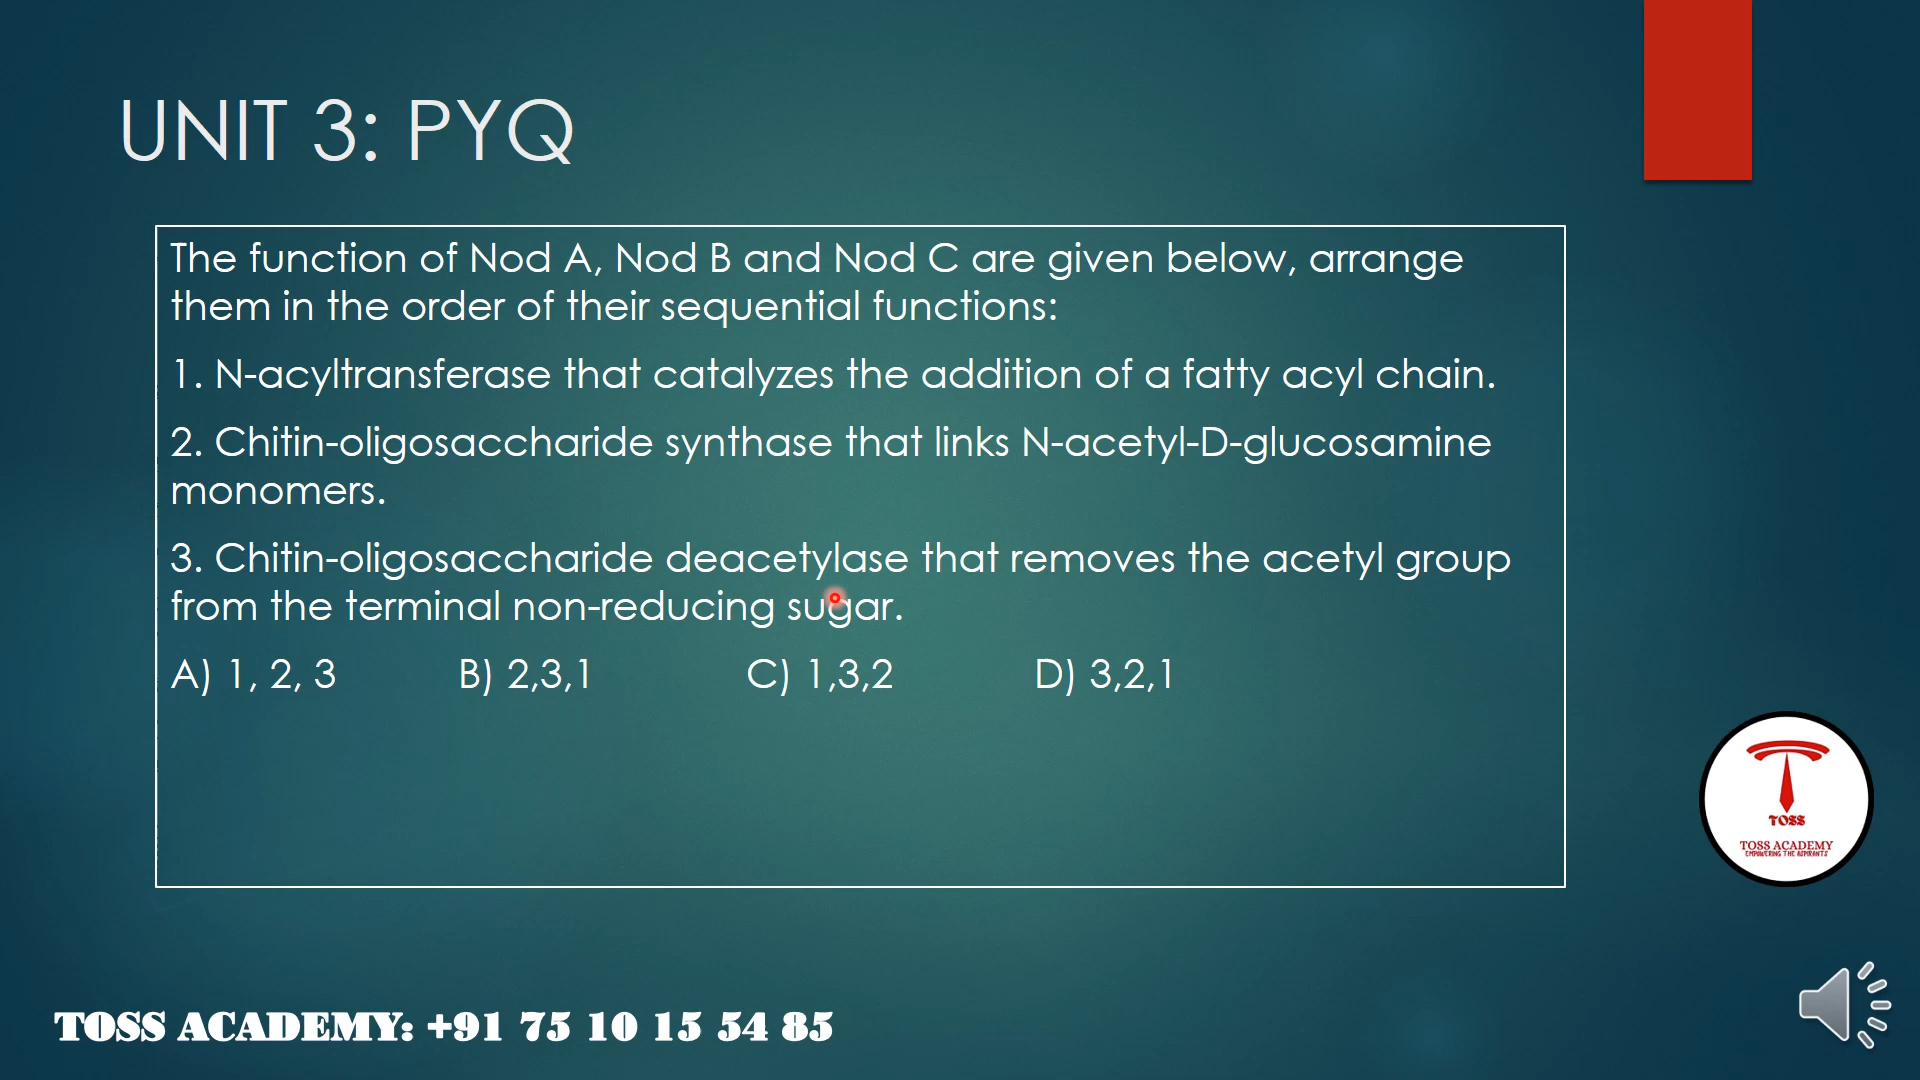 UNIT 3: PYQ
The function of Nod A, Nod B and Nod C are given below, arrange
them in the order of their sequential functions:
1. N-acyltransferase that catalyzes the addition of a fatty acyl chain.
2. Chitin-oligosaccharide synthase that links N-acetyl-D-glucosamine
monomers.
3. Chitin-oligosaccharide deacetylase that removes the acetyl group
from the terminal non-reducing sugar.
A) 1, 2, 3 B) 2,3,1 C) 1,3,2 D) 3,2,1
TOSS
TOSS ACADEMY
EMPOWERING THE ASPIRANTS
TOSS ACADEMY: +91 75 10 15 54 85